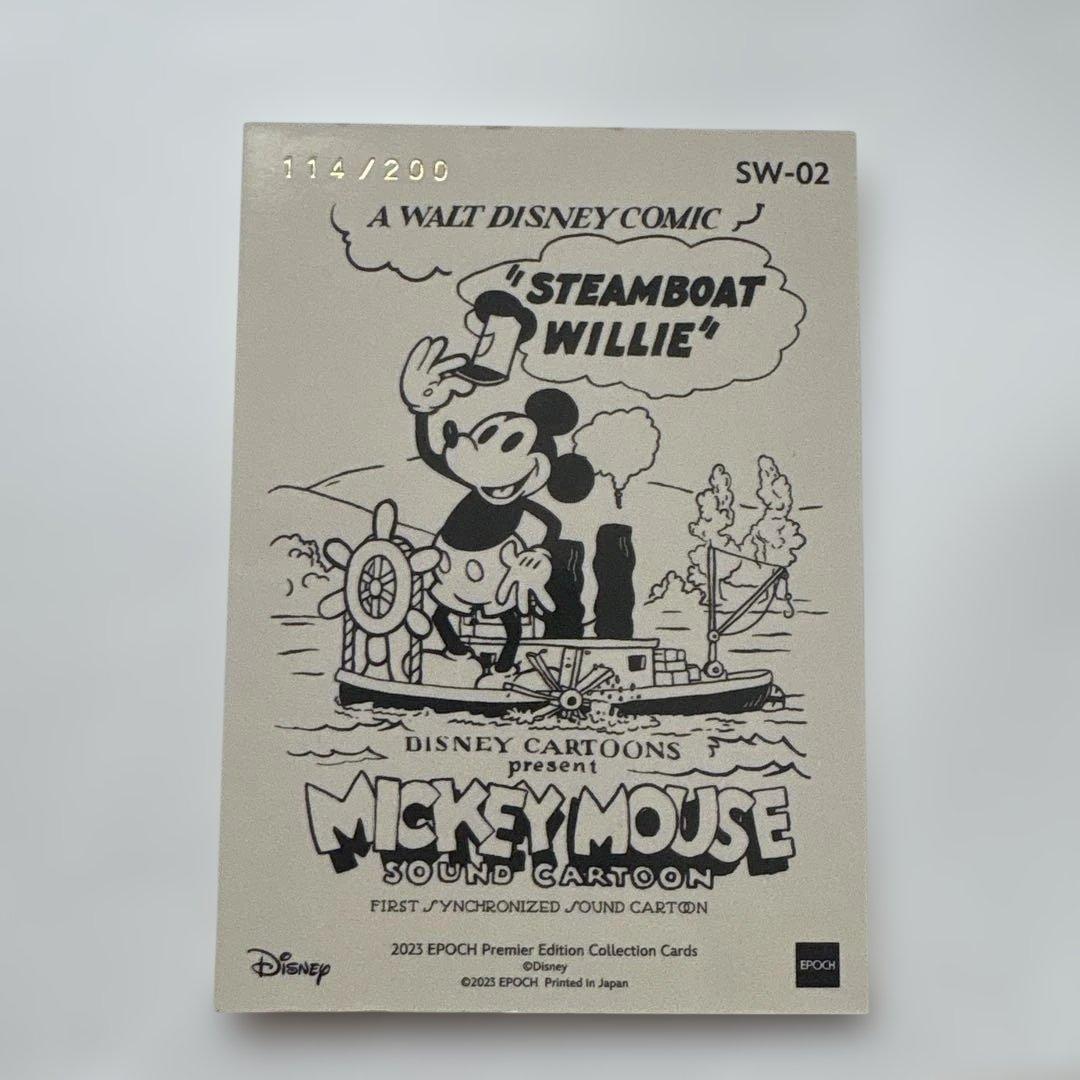 114/200
SW-02
A WALT DISNEY COMIC
"STEAMBOAT
WILLIE"
DISNEY CARTOONS
present
MICKEY MOUSE
SOUND CARTOON
FIRST SYNCHRONIZED SOUND CARTOON
2023 EPOCH Premier Edition Collection Cards
©Disney
©2023 EPOCH Printed in Japan
Disney
EPOCH